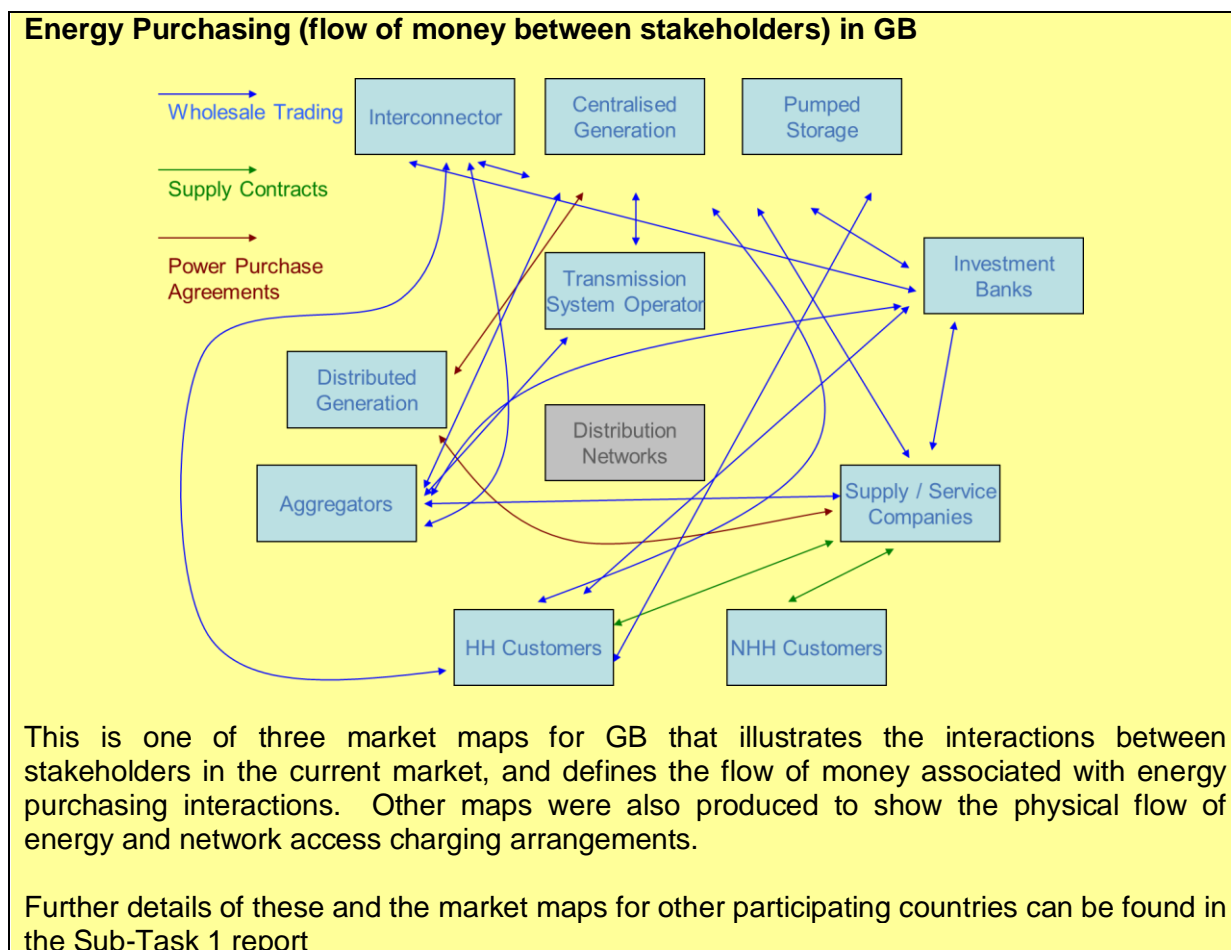 Energy Purchasing (flow of money between stakeholders) in GB
Wholesale Trading
Supply Contracts
Power Purchase
Agreements
Interconnector
Centralised
Generation
Pumped
Storage
Transmission
System Operator
Investment
Banks
Distributed
Generation
Distribution
Networks
Aggregators
Supply / Service
Companies
HH Customers
NHH Customers
This is one of three market maps for GB that illustrates the interactions between
stakeholders in the current market, and defines the flow of money associated with energy
purchasing interactions. Other maps were also produced to show the physical flow of
energy and network access charging arrangements.
Further details of these and the market maps for other participating countries can be found in
the Sub-Task 1 report